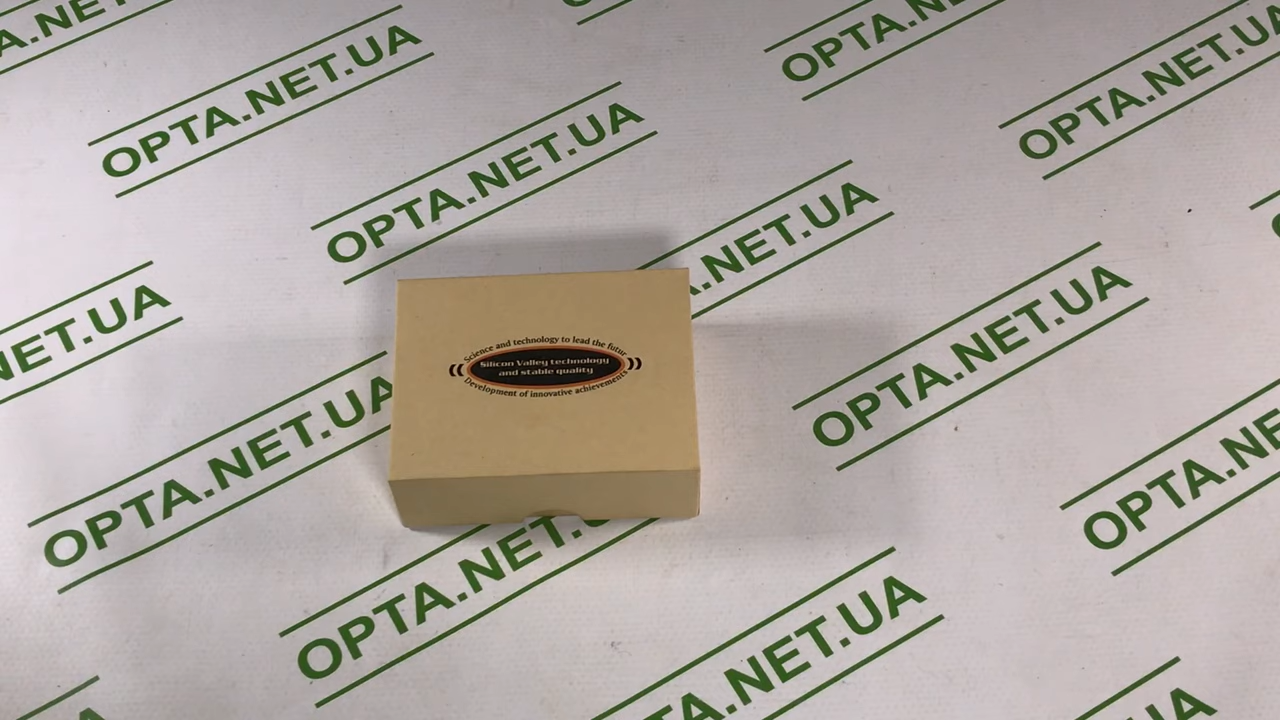 OPTA.NET.UA
OPTA.NET.UA
OPTA.NET.UA
OPTA.NET.UA
OPTA.NET.UA
.NET.UA
NET.UA
OPTA.NET.UA
OPTA.NET.UA
Science and technology to lead the futur
Silicon Valley technology
and stable quality
Development of innovative achievements
OPTA.NET.UA
OPTA.NET
OPTA.NET.UA